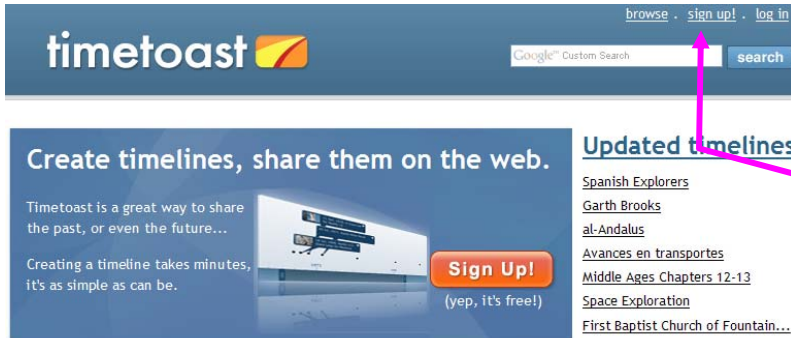 browse . sign up! . log in
timetoast
Google™ Custom Search
search
Create timelines, share them on the web.
Timetoast is a great way to share
the past, or even the future...
Creating a timeline takes minutes,
it's as simple as can be.
Sign Up!
(yep, it's free!)
Updated timelines
Spanish Explorers
Garth Brooks
al-Andalus
Avances en transportes
Middle Ages Chapters 12-13
Space Exploration
First Baptist Church of Fountain...